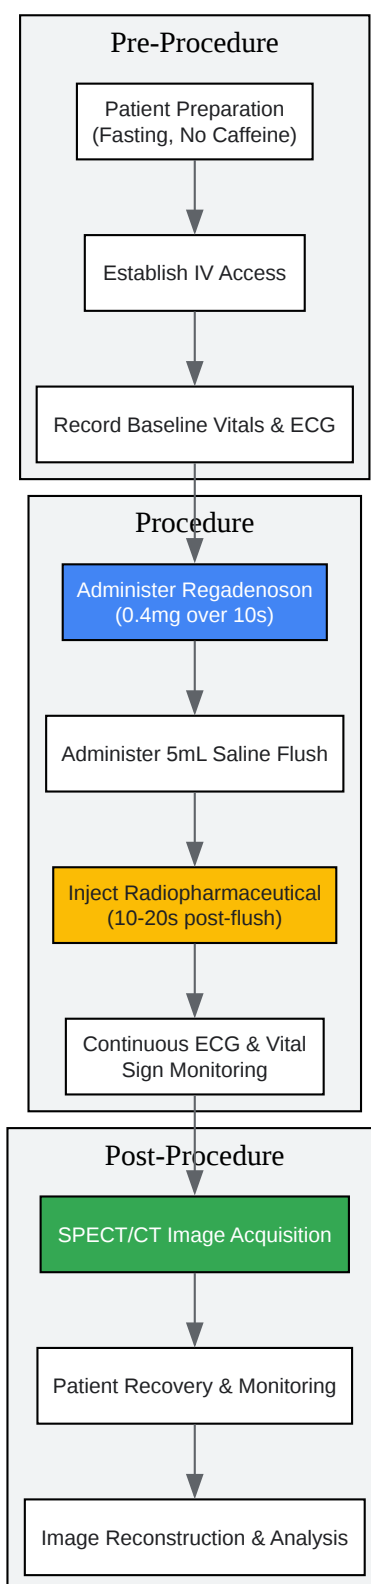 Pre-Procedure
Patient Preparation
(Fasting, No Caffeine)
Establish IV Access
Record Baseline Vitals & ECG
Procedure
Administer Regadenoson
(0.4mg over 10s)
Administer 5mL Saline Flush
Inject Radiopharmaceutical
(10-20s post-flush)
Continuous ECG & Vital
Sign Monitoring
Post-Procedure
SPECT/CT Image Acquisition
Patient Recovery & Monitoring
Image Reconstruction & Analysis